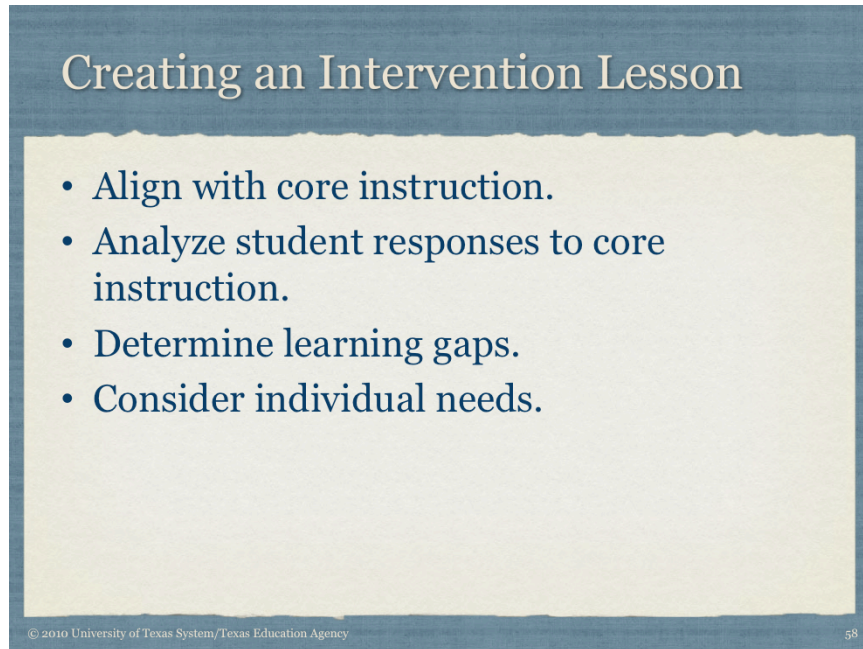 Creating an Intervention Lesson
• Align with core instruction.
• Analyze student responses to core
instruction.
• Determine learning gaps.
• Consider individual needs.
© 2010 University of Texas System/Texas Education Agency
58